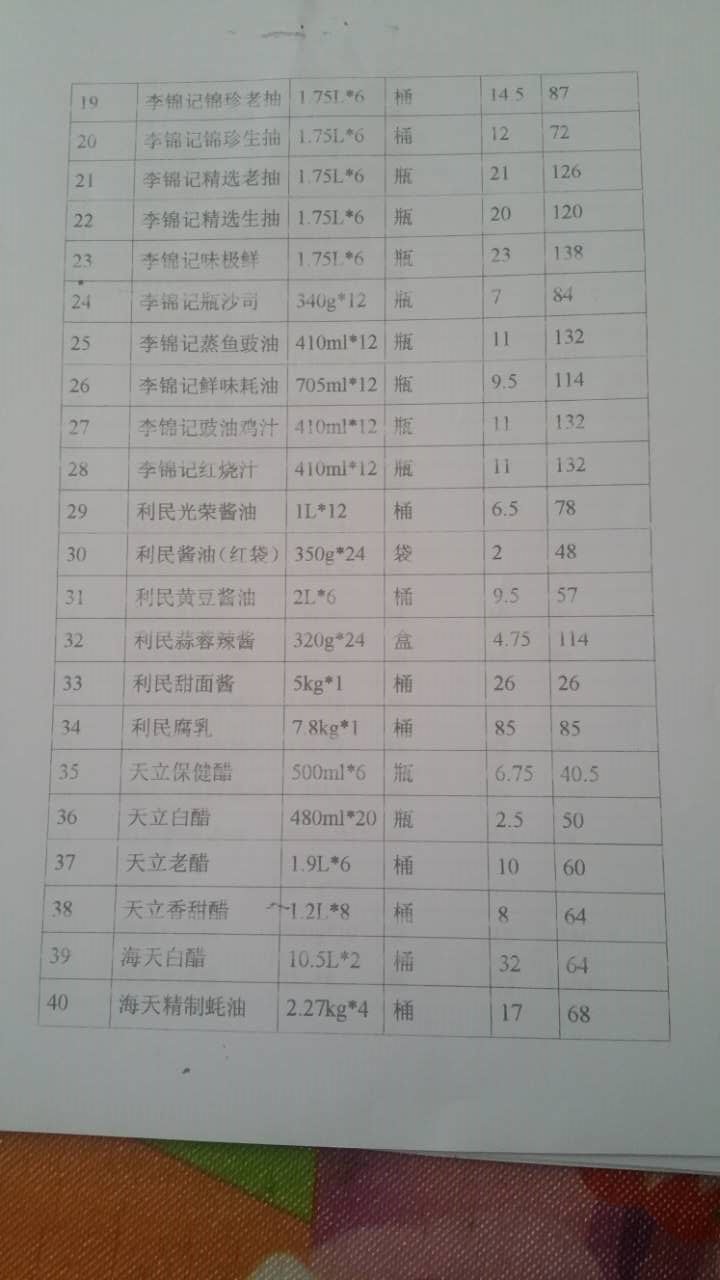 19 李锦记锦珍老抽 1.75L*6 桶 14.5 87
20 李锦记锦珍生抽 1.75L*6 桶 12 72
21 李锦记精选老抽 1.75L*6 瓶 21 126
22 李锦记精选生抽 1.75L*6 瓶 20 120
23 李锦记味极鲜 1.75L*6 瓶 23 138
24 李锦记瓶沙司 340g*12 瓶 7 84
25 李锦记蒸鱼豉油 410ml*12 瓶 11 132
26 李锦记鲜味耗油 705ml*12 瓶 9.5 114
27 李锦记豉油鸡汁 410ml*12 瓶 11 132
28 李锦记红烧汁 410ml*12 瓶 11 132
29 利民光荣酱油 1L*12 桶 6.5 78
30 利民酱油(红袋) 350g*24 袋 2 48
31 利民黄豆酱油 2L*6 桶 9.5 57
32 利民蒜蓉辣酱 320g*24 盒 4.75 114
33 利民甜面酱 5kg*1 桶 26 26
34 利民腐乳 7.8kg*1 桶 85 85
35 天立保健醋 500ml*6 瓶 6.75 40.5
36 天立白醋 480ml*20 瓶 2.5 50
37 天立老醋 1.9L*6 桶 10 60
38 天立香甜醋 1.2L*8 桶 8 64
39 海天白醋 10.5L*2 桶 32 64
40 海天精制蚝油 2.27kg*4 桶 17 68